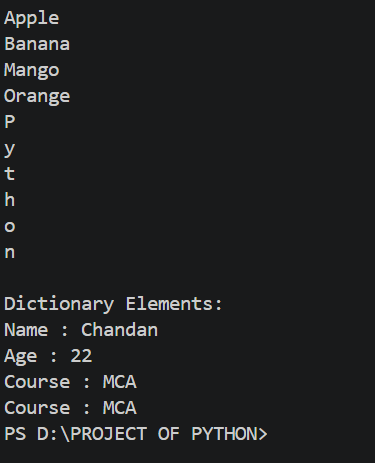 Apple
Banana
Mango
Orange
P
y
t
h
o
n
Dictionary Elements:
Name : Chandan
Age : 22
Course : MCA
Course : MCA
PS D:\PROJECT OF PYTHON>